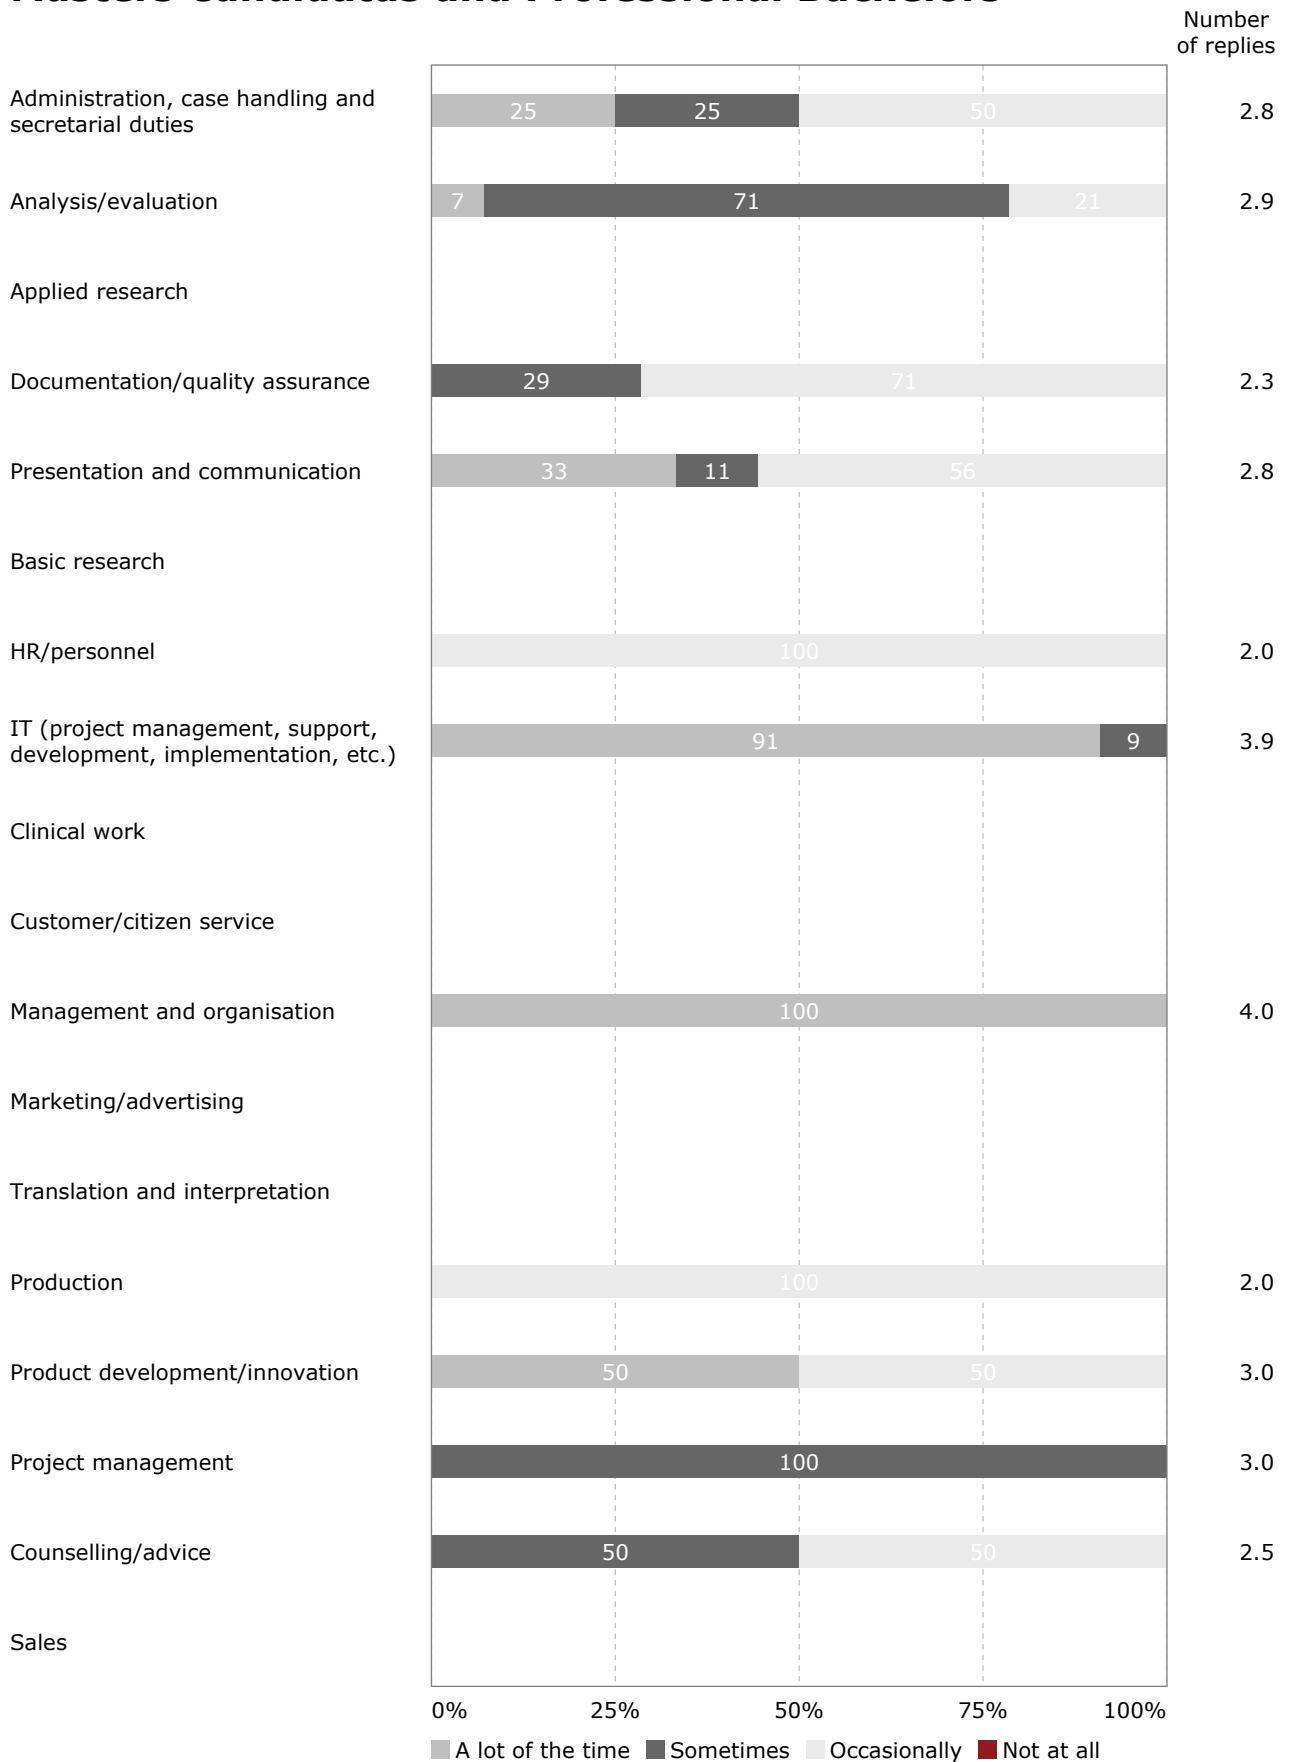 Number
of replies
Administration, case handling and
secretarial duties
25 25 50 2.8
Analysis/evaluation 7 71 21 2.9
Applied research
Documentation/quality assurance 29 71 2.3
Presentation and communication 33 11 56 2.8
Basic research
HR/personnel 100 2.0
IT (project management, support,
development, implementation, etc.)
91 9 3.9
Clinical work
Customer/citizen service
Management and organisation 100 4.0
Marketing/advertising
Translation and interpretation
Production 100 2.0
Product development/innovation 50 50 3.0
Project management 100 3.0
Counselling/advice 50 50 2.5
Sales
0% 25% 50% 75% 100%
A lot of the time Sometimes Occasionally Not at all